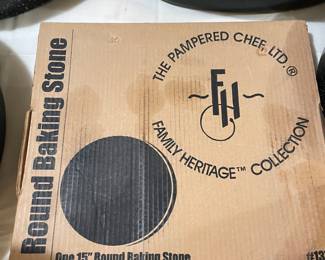 Round Baking Stone
THE PAMPERED CHEF, LTD.®
FH
FAMILY HERITAGE™ COLLECTION
One 15" Round Baking Stone